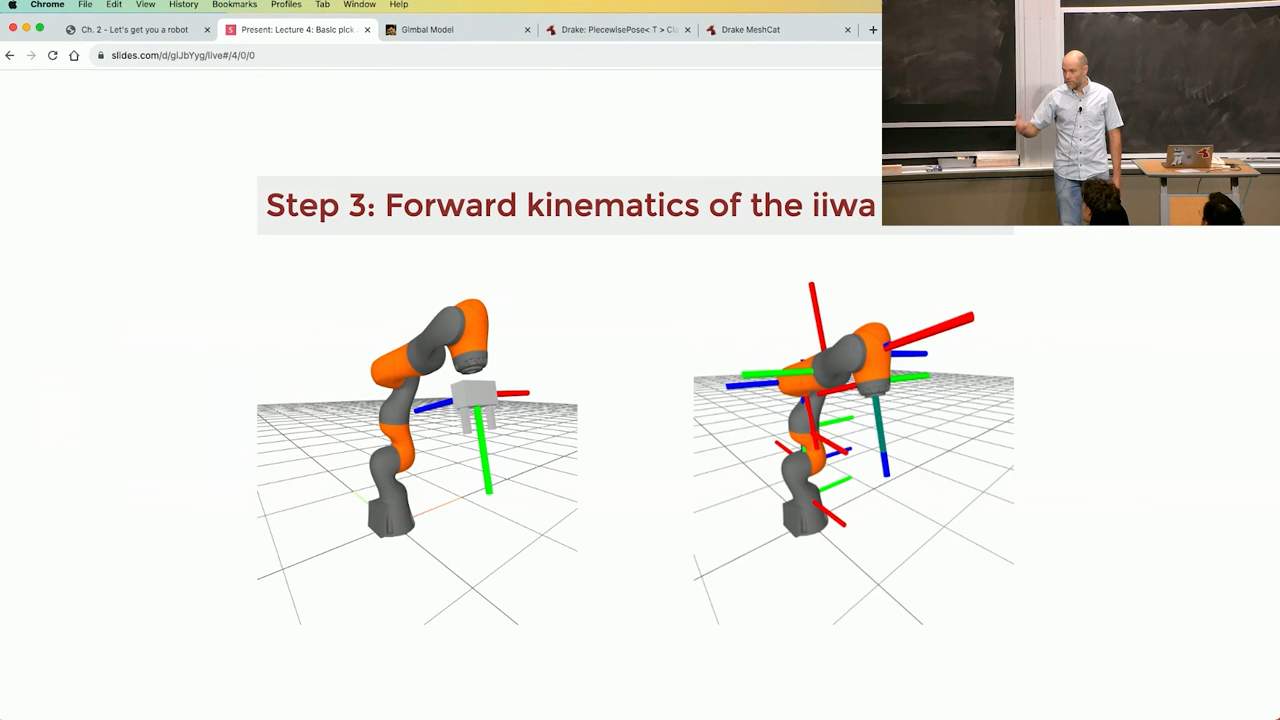 Chrome File Edit View History Bookmarks Profiles Tab Window Help
Ch. 2 - Let's get you a robot
Present: Lecture 4: Basic pick
Gimbal Model
Drake: PiecewisePose< T > Cla
Drake MeshCat
slides.com/d/glJbYyg/live#/4/0/0
Step 3: Forward kinematics of the iiwa